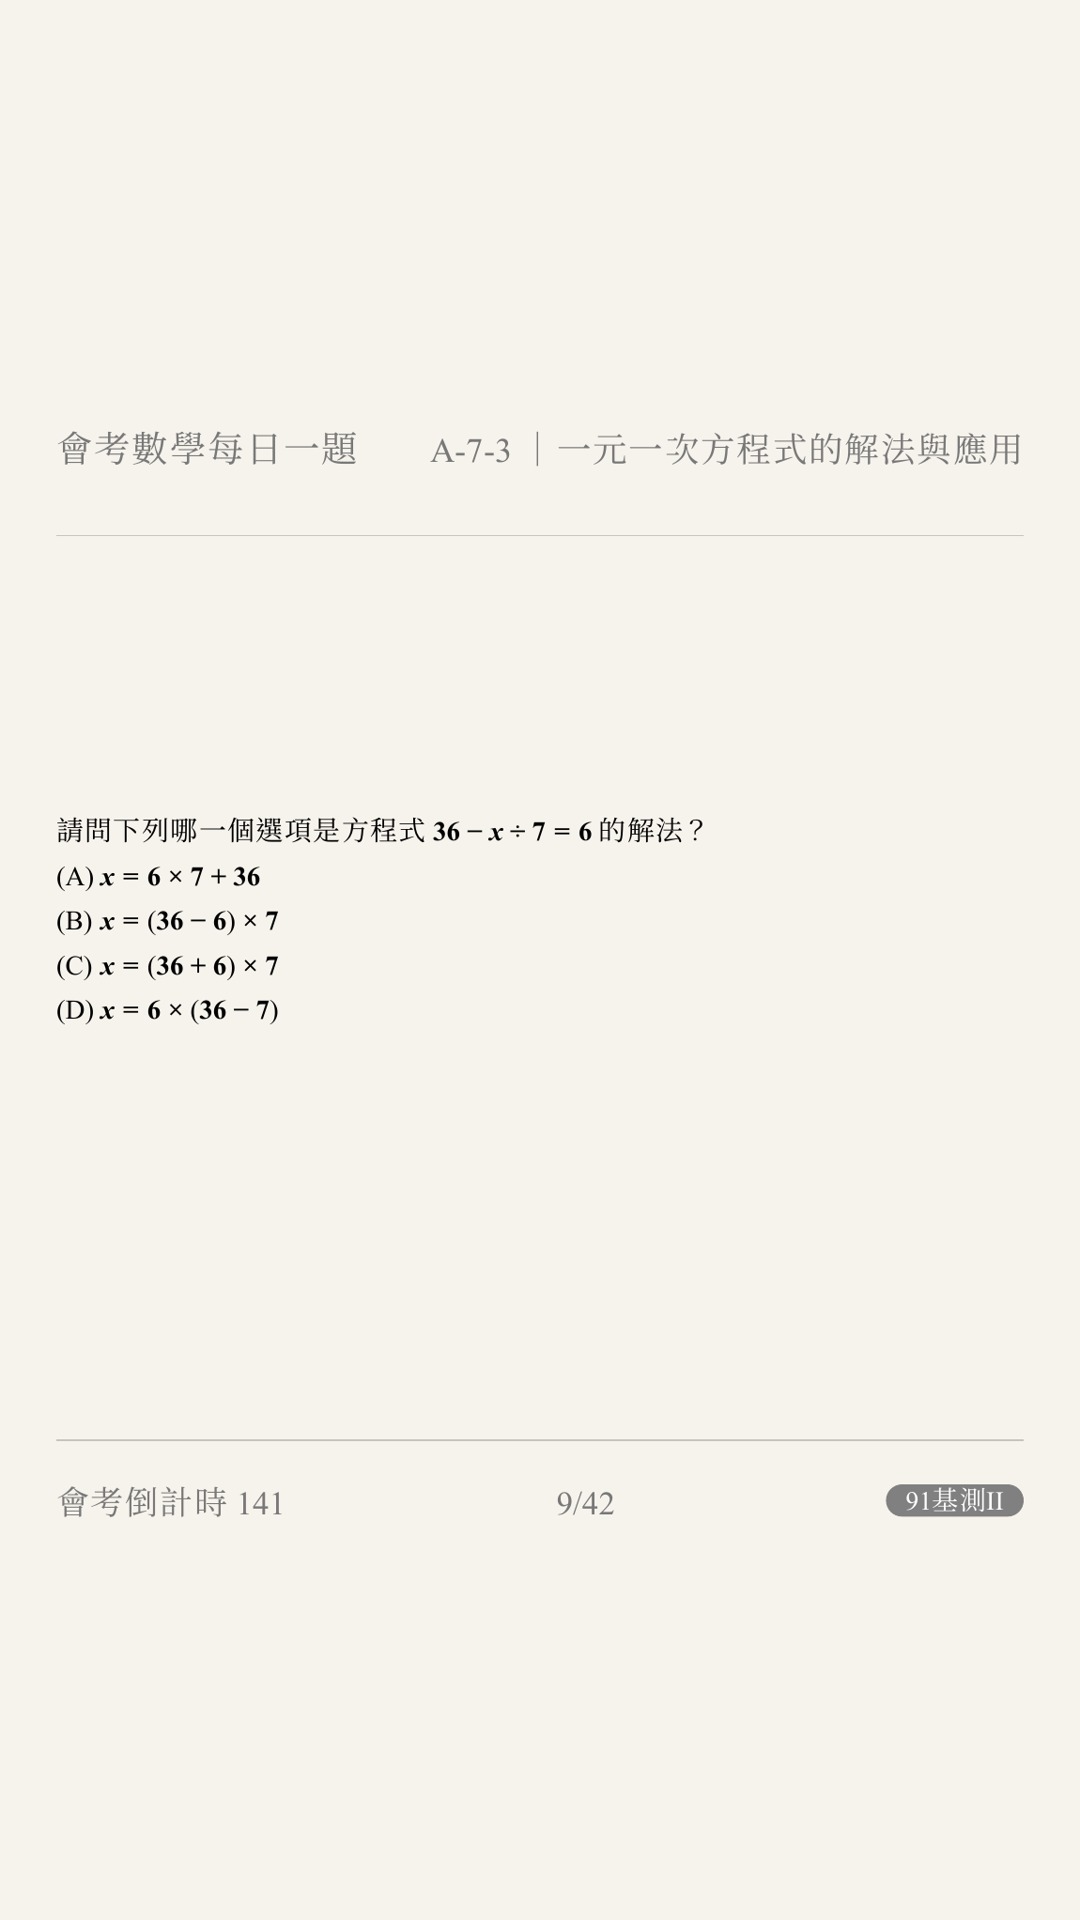 會考數學每日一題 A-7-3｜一元一次方程式的解法與應用
請問下列哪一個選項是方程式 36 − x ÷ 7 = 6 的解法？
(A) x = 6 × 7 + 36
(B) x = (36 − 6) × 7
(C) x = (36 + 6) × 7
(D) x = 6 × (36 − 7)
會考倒計時 141 9/42 91基測II